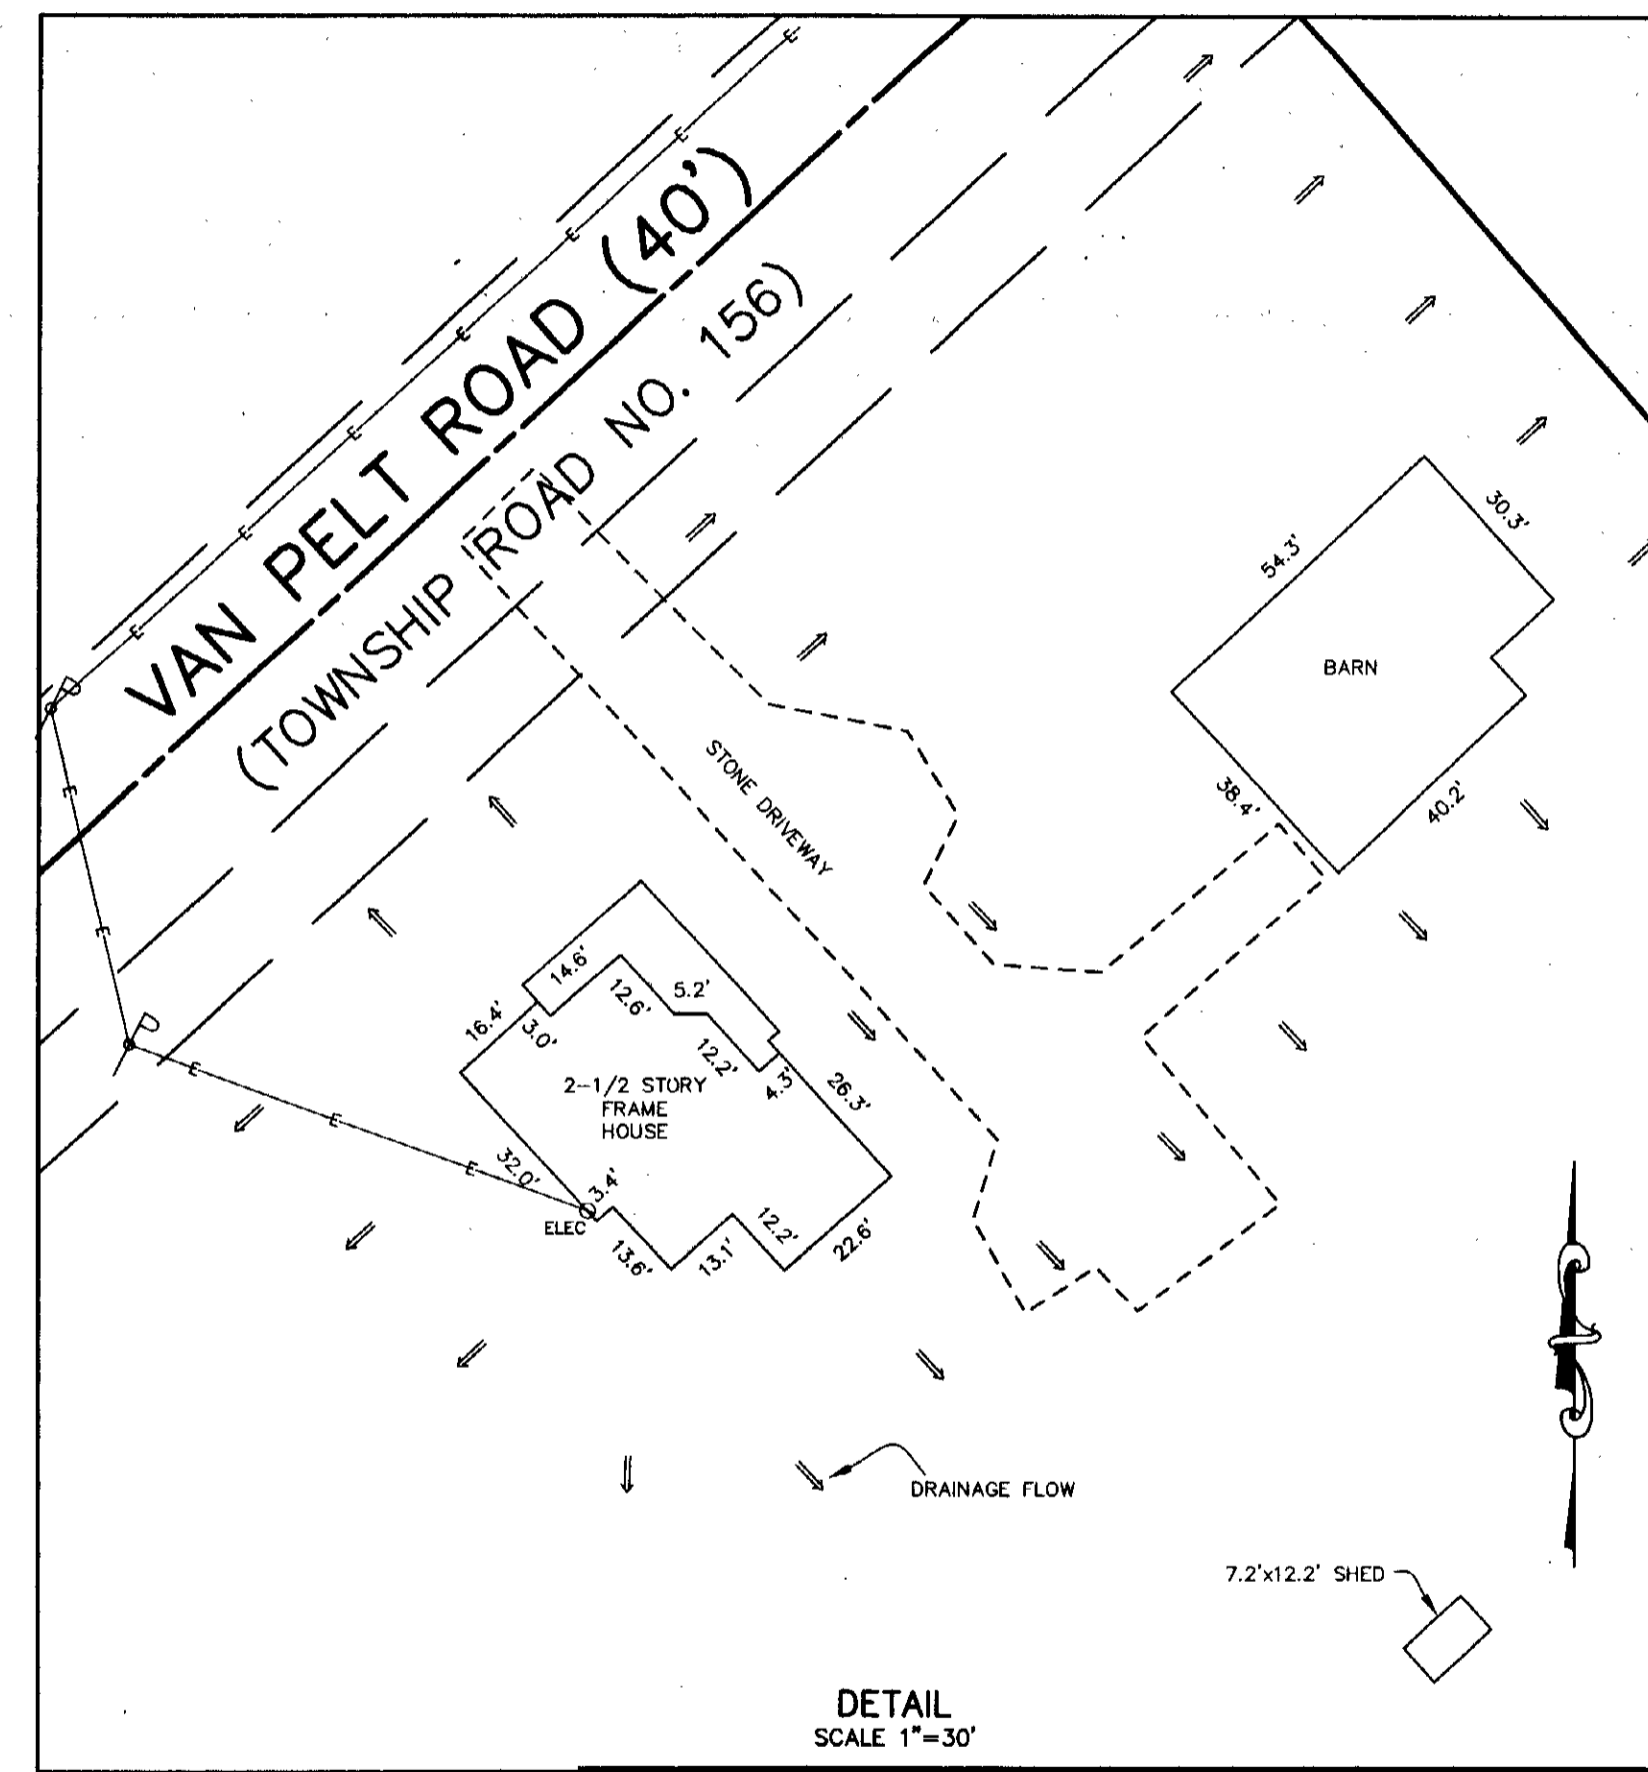 VAN PELT ROAD (40')
(TOWNSHIP ROAD NO. 156)
E
E
E
E
E
E
E
P
E
E
P
E
E
E
30.3'
54.3'
BARN
38.4'
40.2'
STONE DRIVEWAY
14.6'
12.6'
5.2'
16.4'
3.0'
12.2'
4.3'
26.3'
2-1/2 STORY
FRAME
HOUSE
32.0'
3.4'
ELEC
13.6'
13.1'
12.2'
22.6'
DRAINAGE FLOW
7.2'x12.2' SHED
DETAIL
SCALE 1"=30'